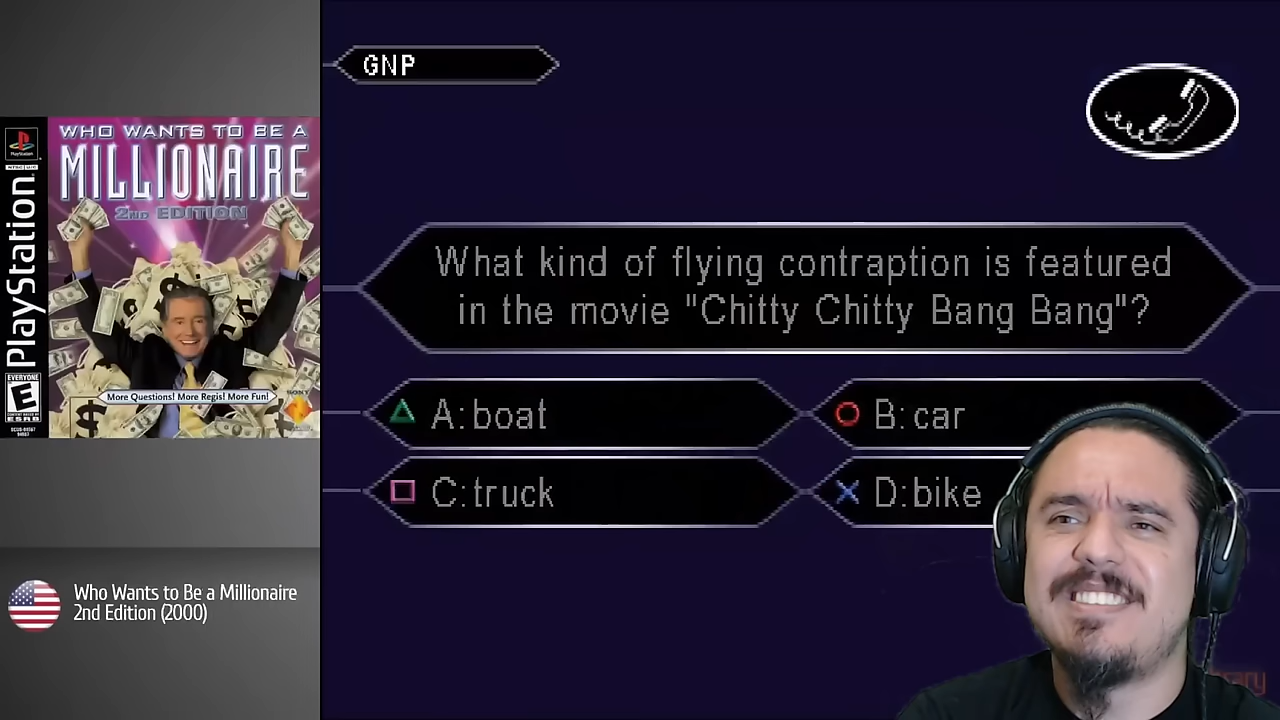 GNP
WHO WANTS TO BE A
MILLIONAIRE
2ND EDITION
PlayStation
PlayStation
EVERYONE
E
ESRB
More Questions! More Regis! More Fun!
SONY
What kind of flying contraption is featured
in the movie "Chitty Chitty Bang Bang"?
A:boat
B:car
C:truck
D:bike
Who Wants to Be a Millionaire
2nd Edition (2000)